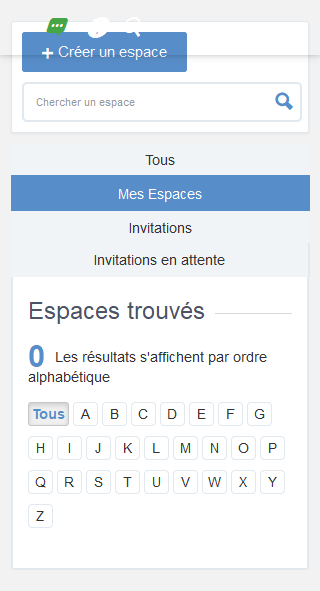 + Créer un espace
Chercher un espace
Tous
Mes Espaces
Invitations
Invitations en attente
Espaces trouvés
0 Les résultats s'affichent par ordre
alphabétique
Tous A B C D E F G
H I J K L M N O P
Q R S T U V W X Y
Z